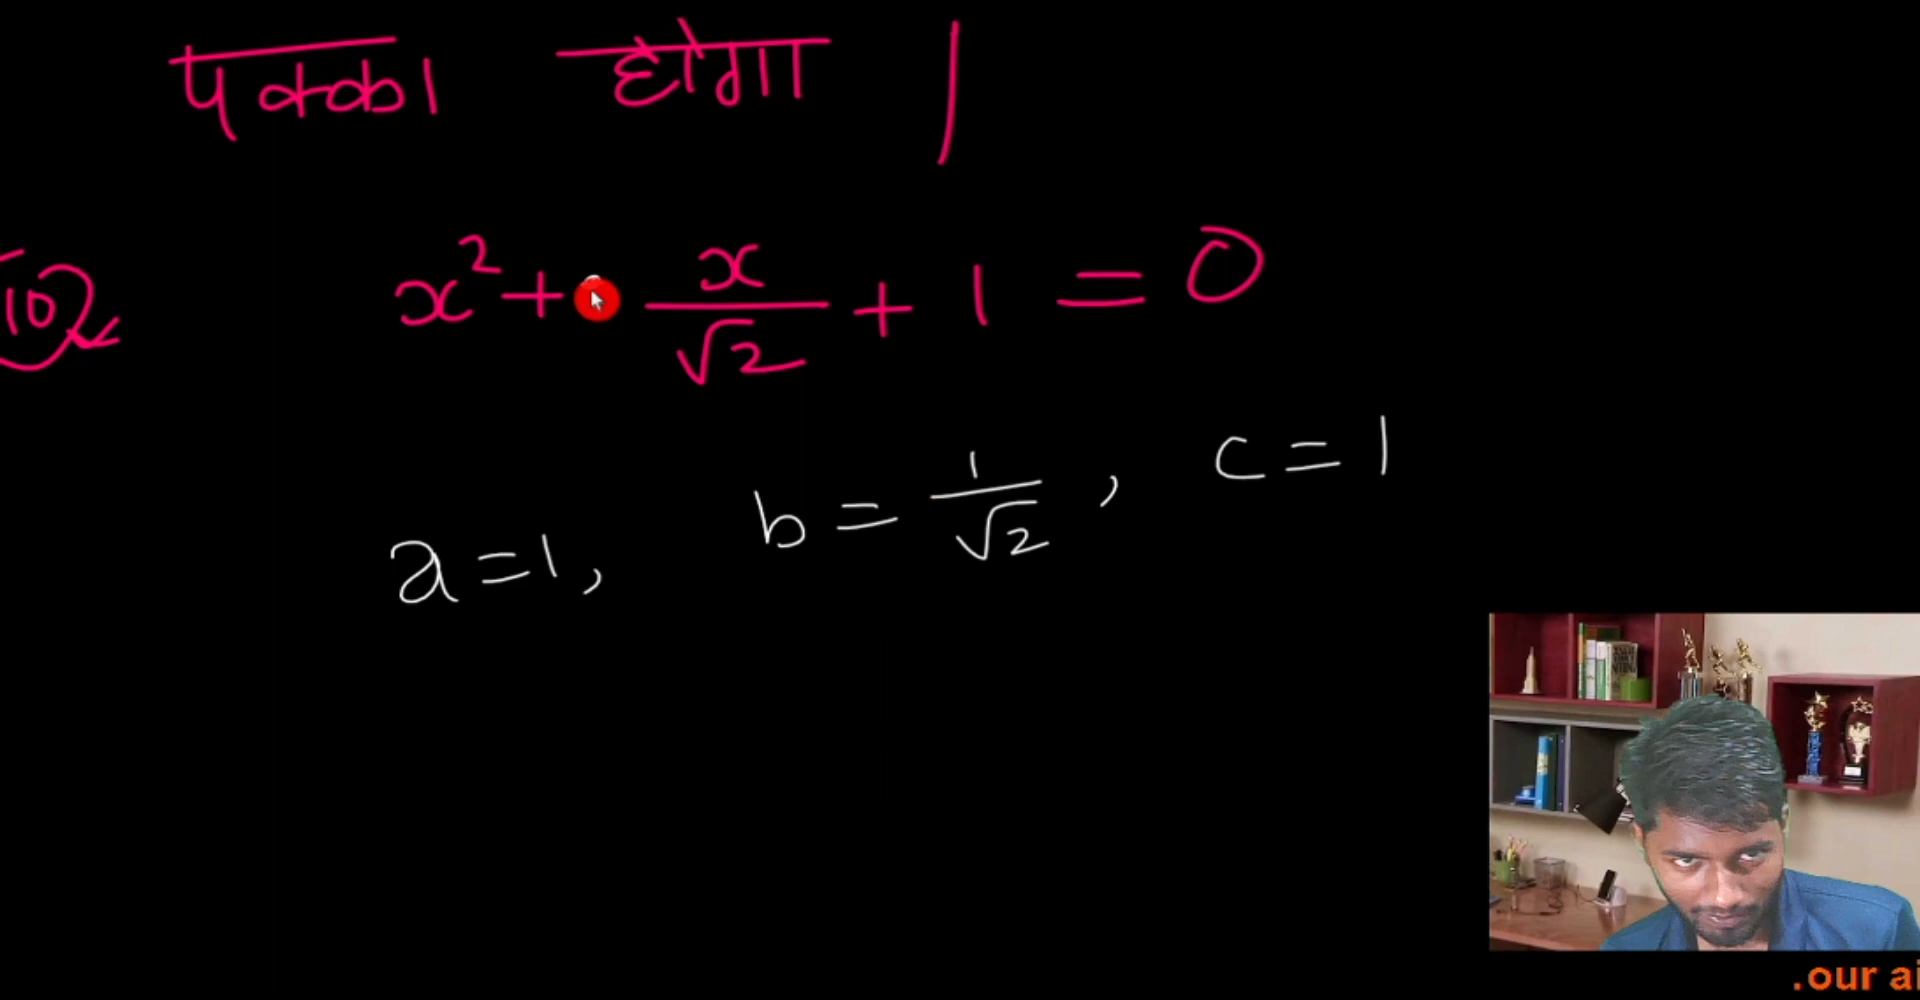 पक्का होगा |
10 x² + x/√2 + 1 = 0
a = 1, b = 1/√2, c = 1
.our ai